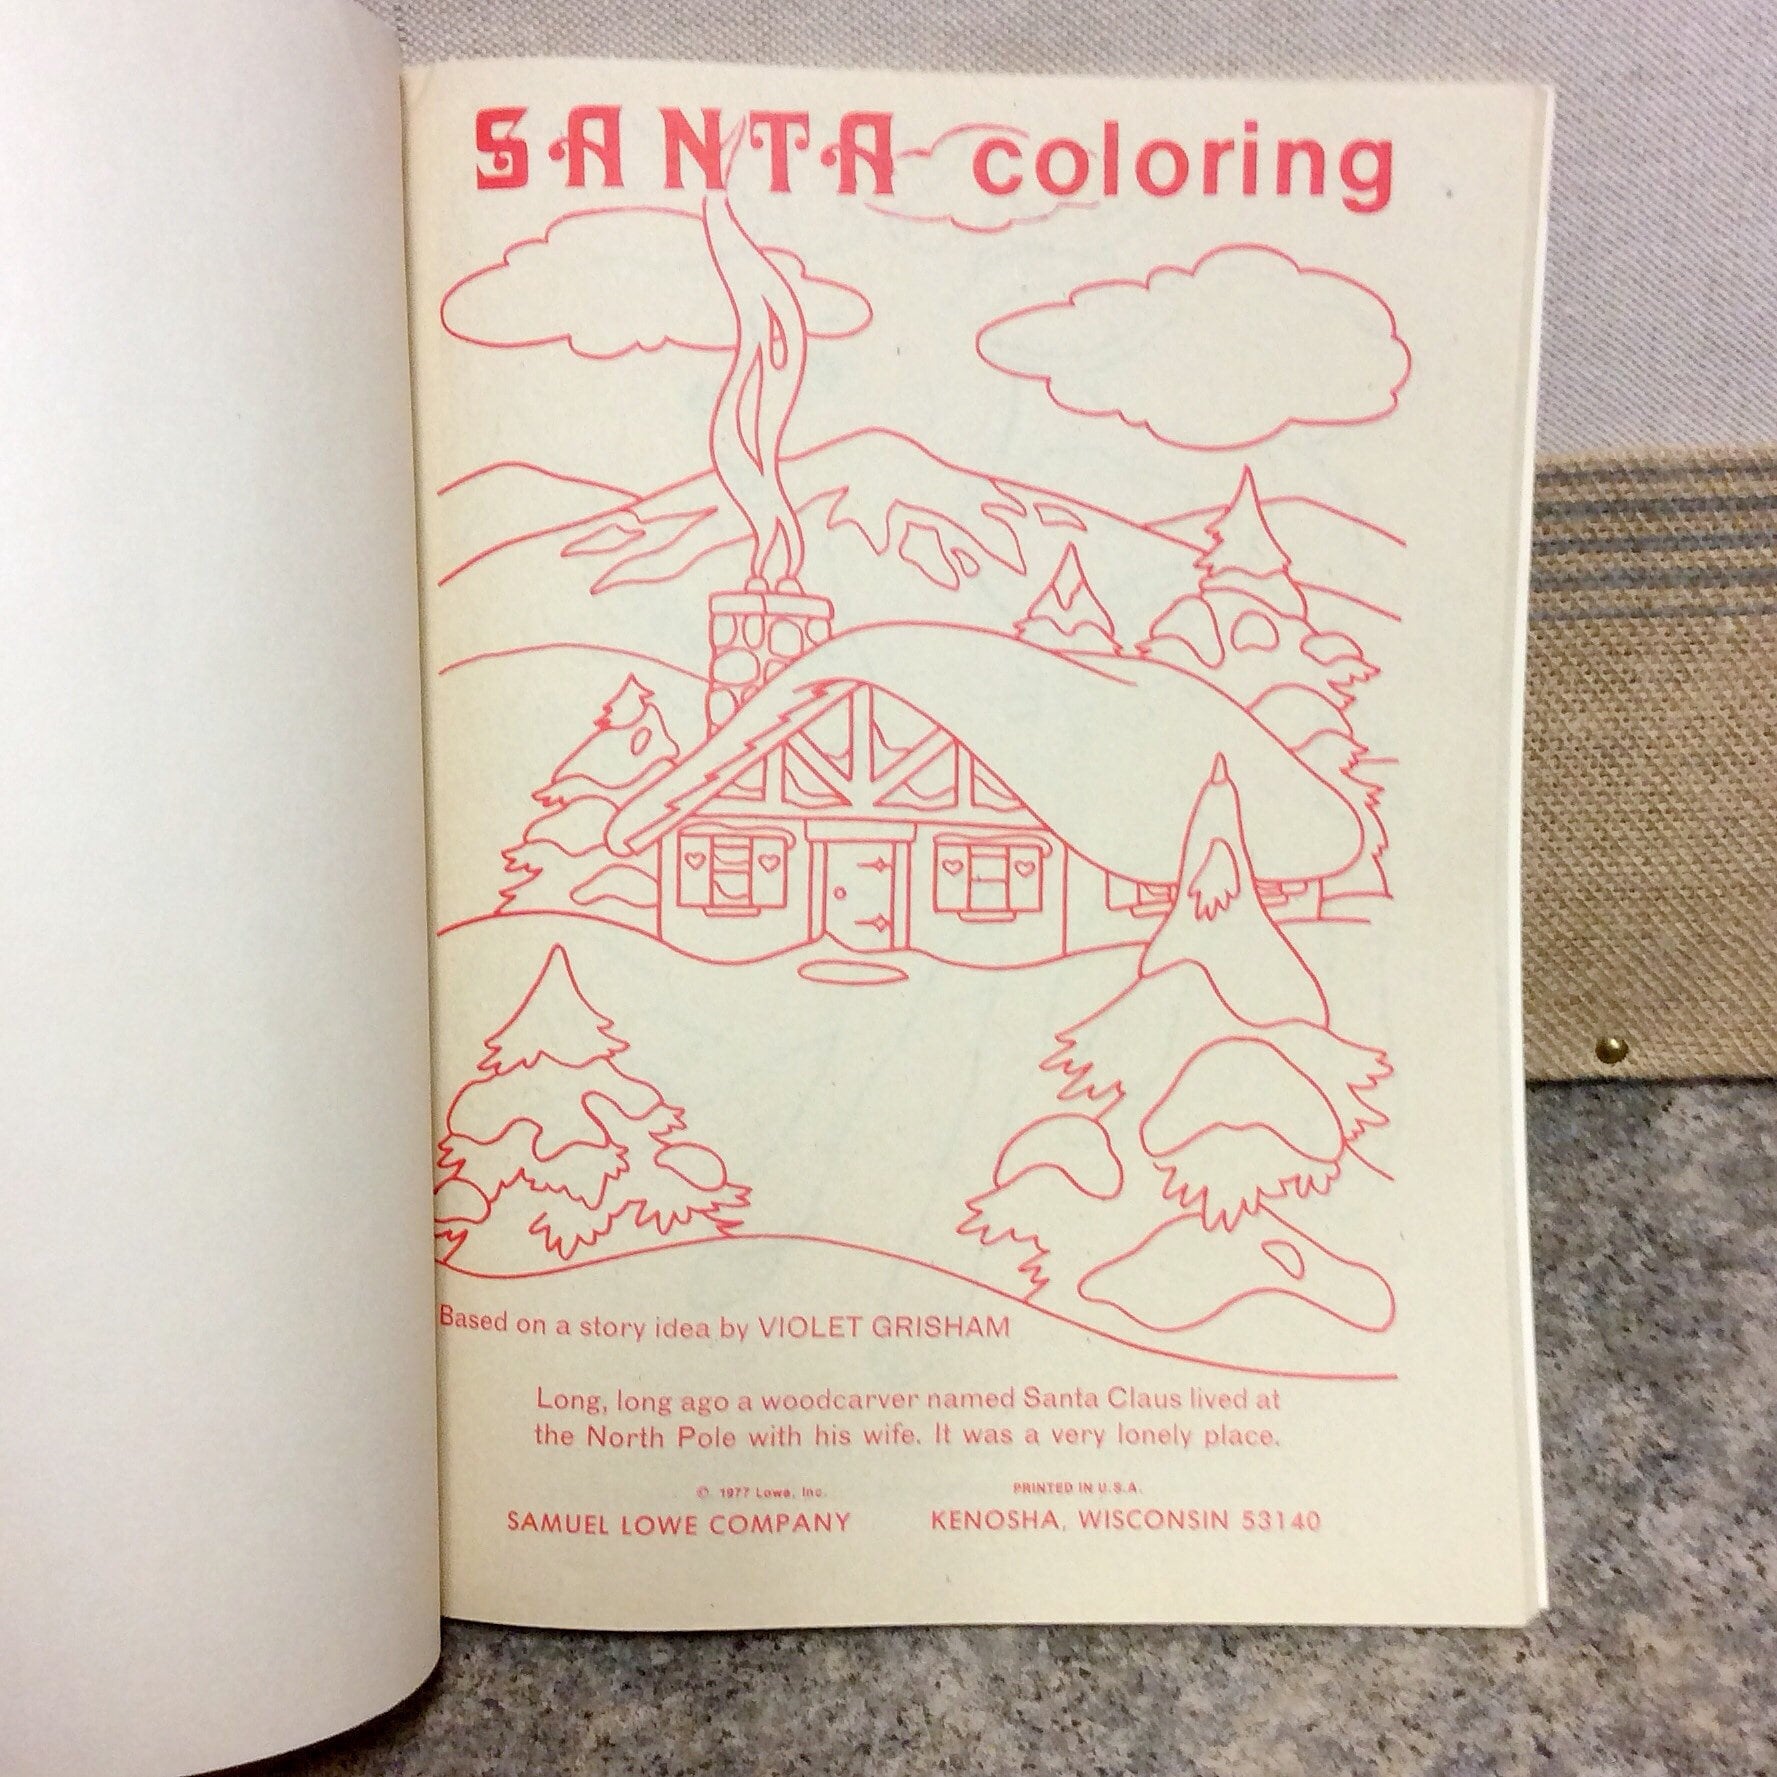 SANTA coloring
Based on a story idea by VIOLET GRISHAM
Long, long ago a woodcarver named Santa Claus lived at
the North Pole with his wife. It was a very lonely place.
© 1977 Lowe, Inc.
PRINTED IN U.S.A.
SAMUEL LOWE COMPANY
KENOSHA, WISCONSIN 53140